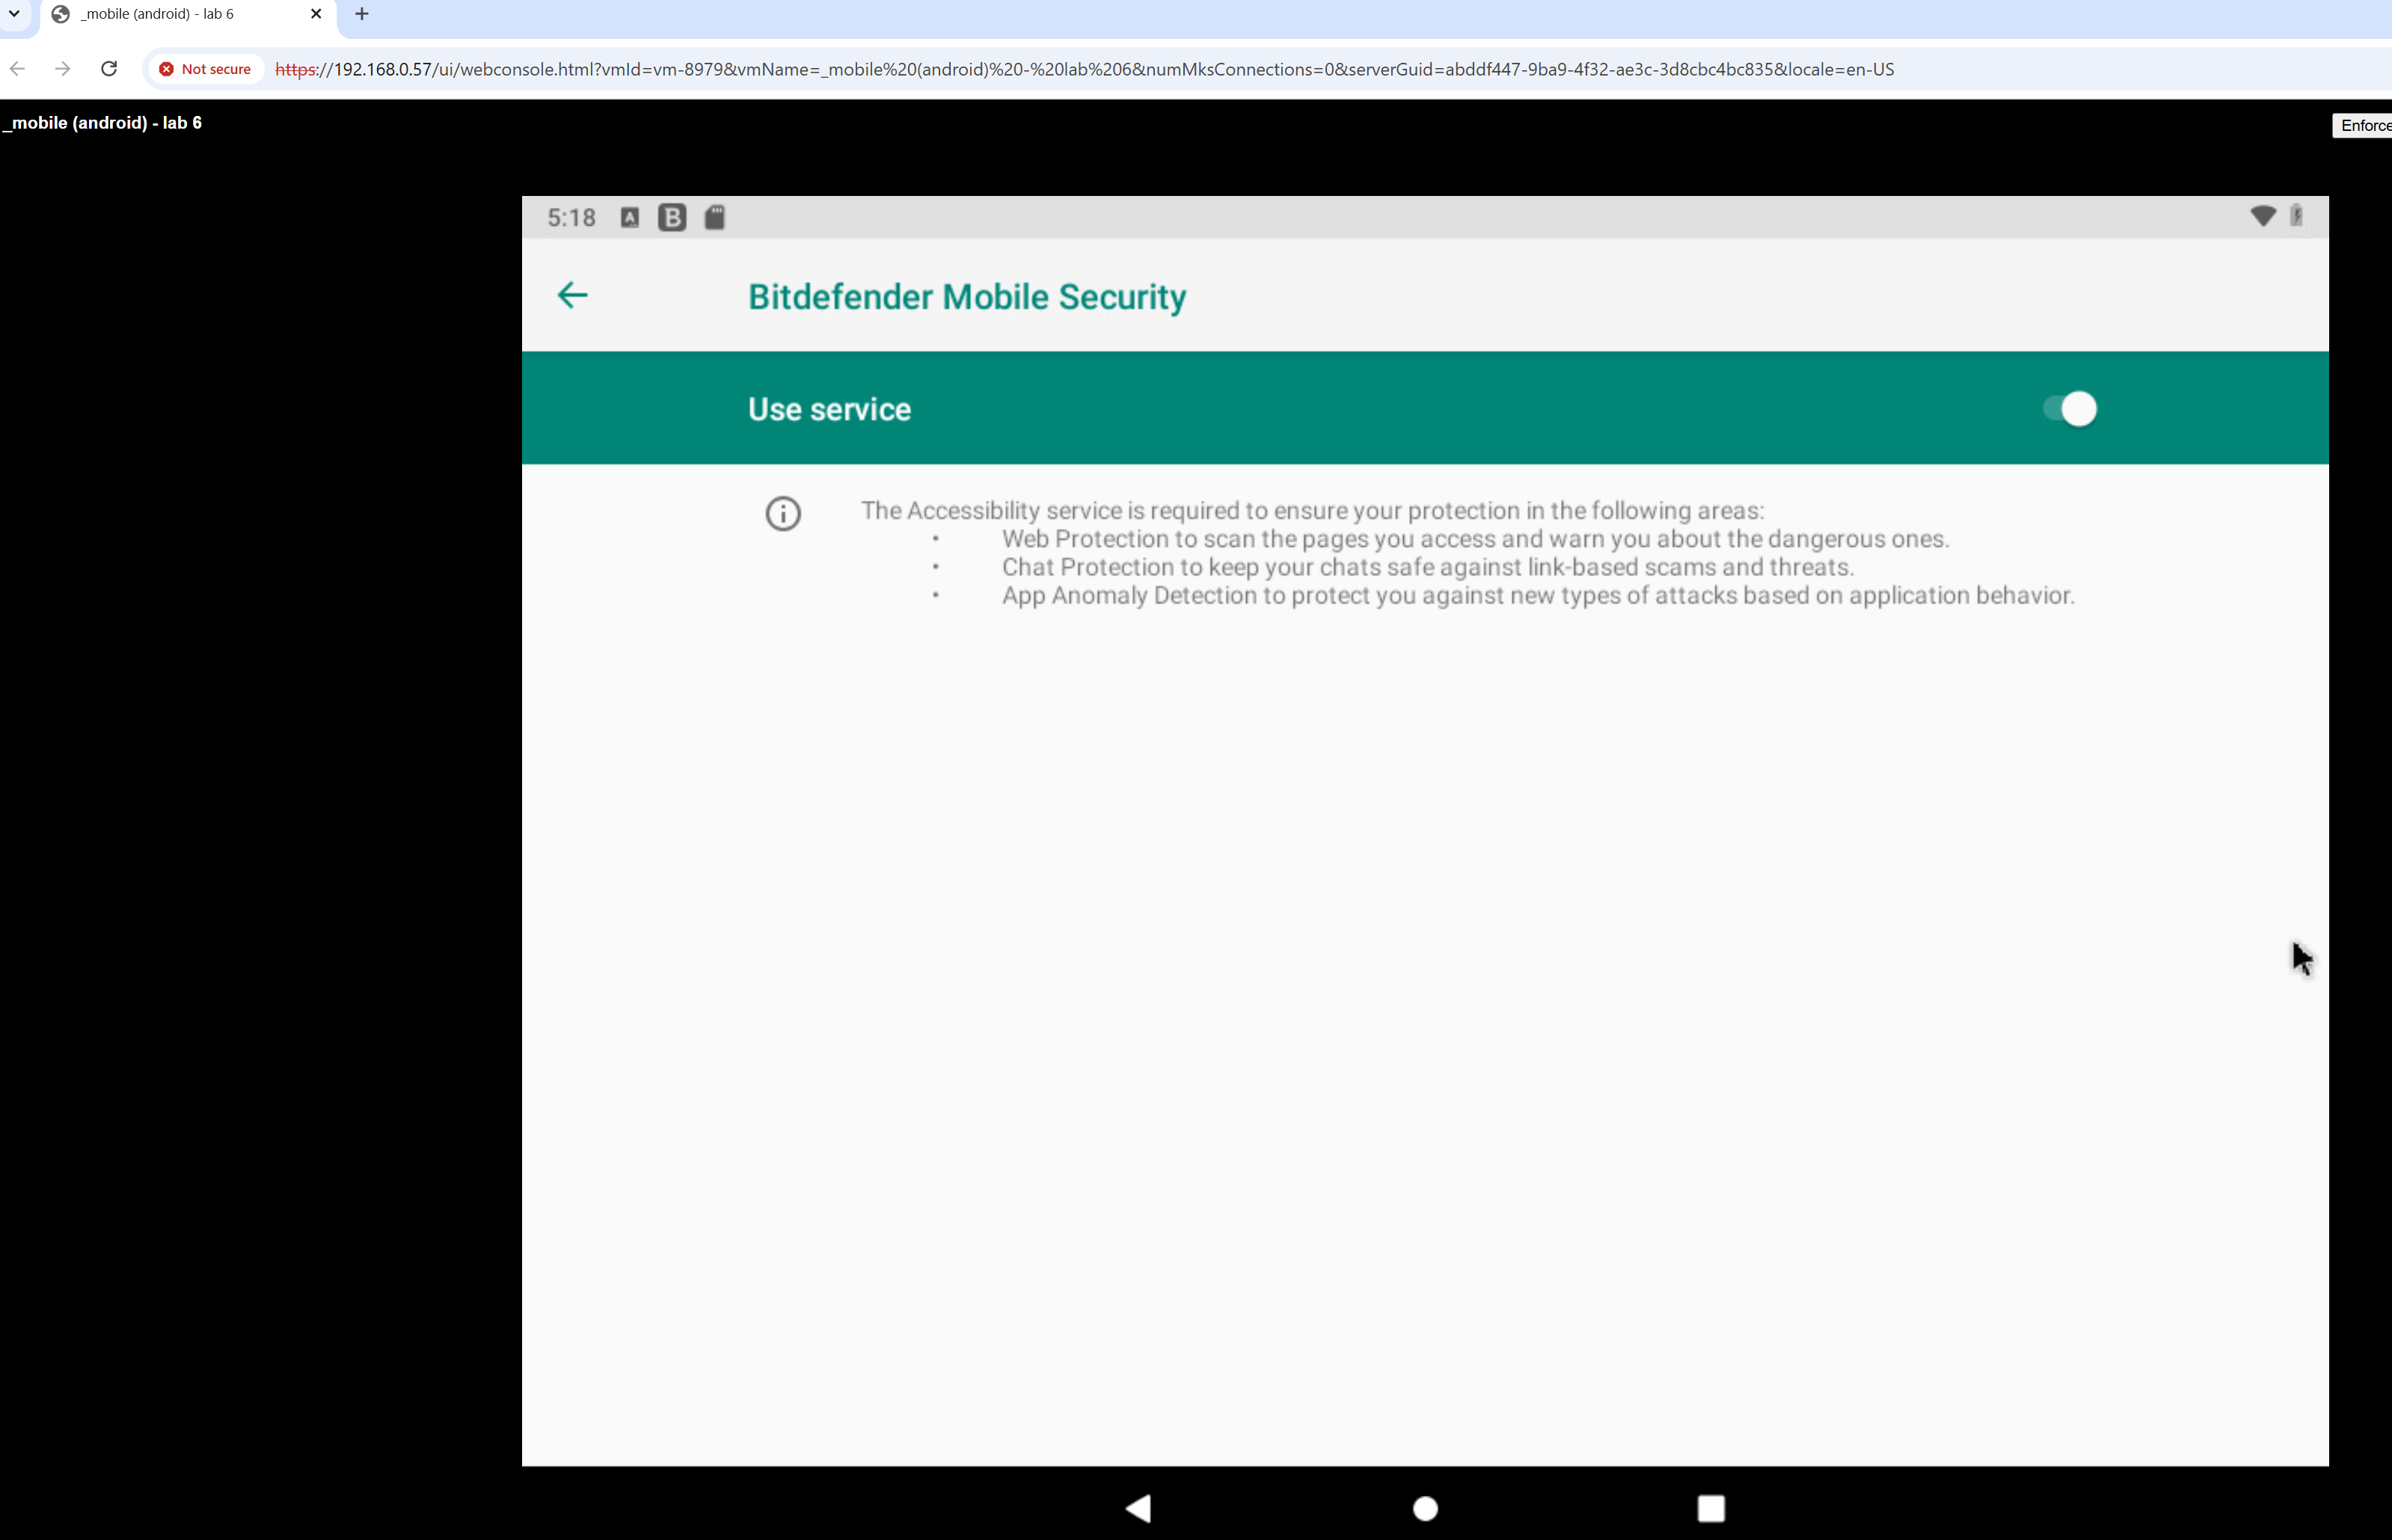 _mobile (android) - lab 6
Not secure
https://192.168.0.57/ui/webconsole.html?vmId=vm-8979&vmName=_mobile%20(android)%20-%20lab%206&numMksConnections=0&serverGuid=abddf447-9ba9-4f32-ae3c-3d8cbc4bc835&locale=en-US
_mobile (android) - lab 6
Enforce
5:18 A B
Bitdefender Mobile Security
Use service
The Accessibility service is required to ensure your protection in the following areas:
• Web Protection to scan the pages you access and warn you about the dangerous ones.
• Chat Protection to keep your chats safe against link-based scams and threats.
• App Anomaly Detection to protect you against new types of attacks based on application behavior.